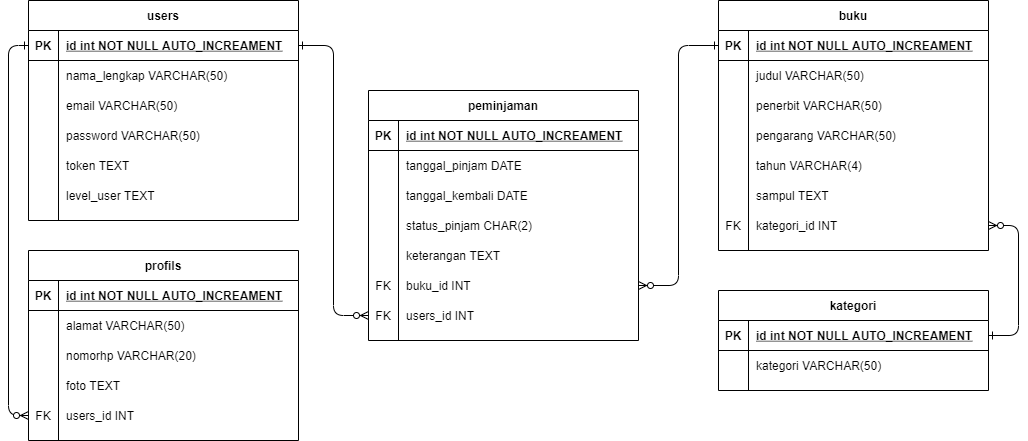 users
PK id int NOT NULL AUTO_INCREAMENT
nama_lengkap VARCHAR(50)
email VARCHAR(50)
password VARCHAR(50)
token TEXT
level_user TEXT
profils
PK id int NOT NULL AUTO_INCREAMENT
alamat VARCHAR(50)
nomorhp VARCHAR(20)
foto TEXT
FK users_id INT
peminjaman
PK id int NOT NULL AUTO_INCREAMENT
tanggal_pinjam DATE
tanggal_kembali DATE
status_pinjam CHAR(2)
keterangan TEXT
FK buku_id INT
FK users_id INT
buku
PK id int NOT NULL AUTO_INCREAMENT
judul VARCHAR(50)
penerbit VARCHAR(50)
pengarang VARCHAR(50)
tahun VARCHAR(4)
sampul TEXT
FK kategori_id INT
kategori
PK id int NOT NULL AUTO_INCREAMENT
kategori VARCHAR(50)